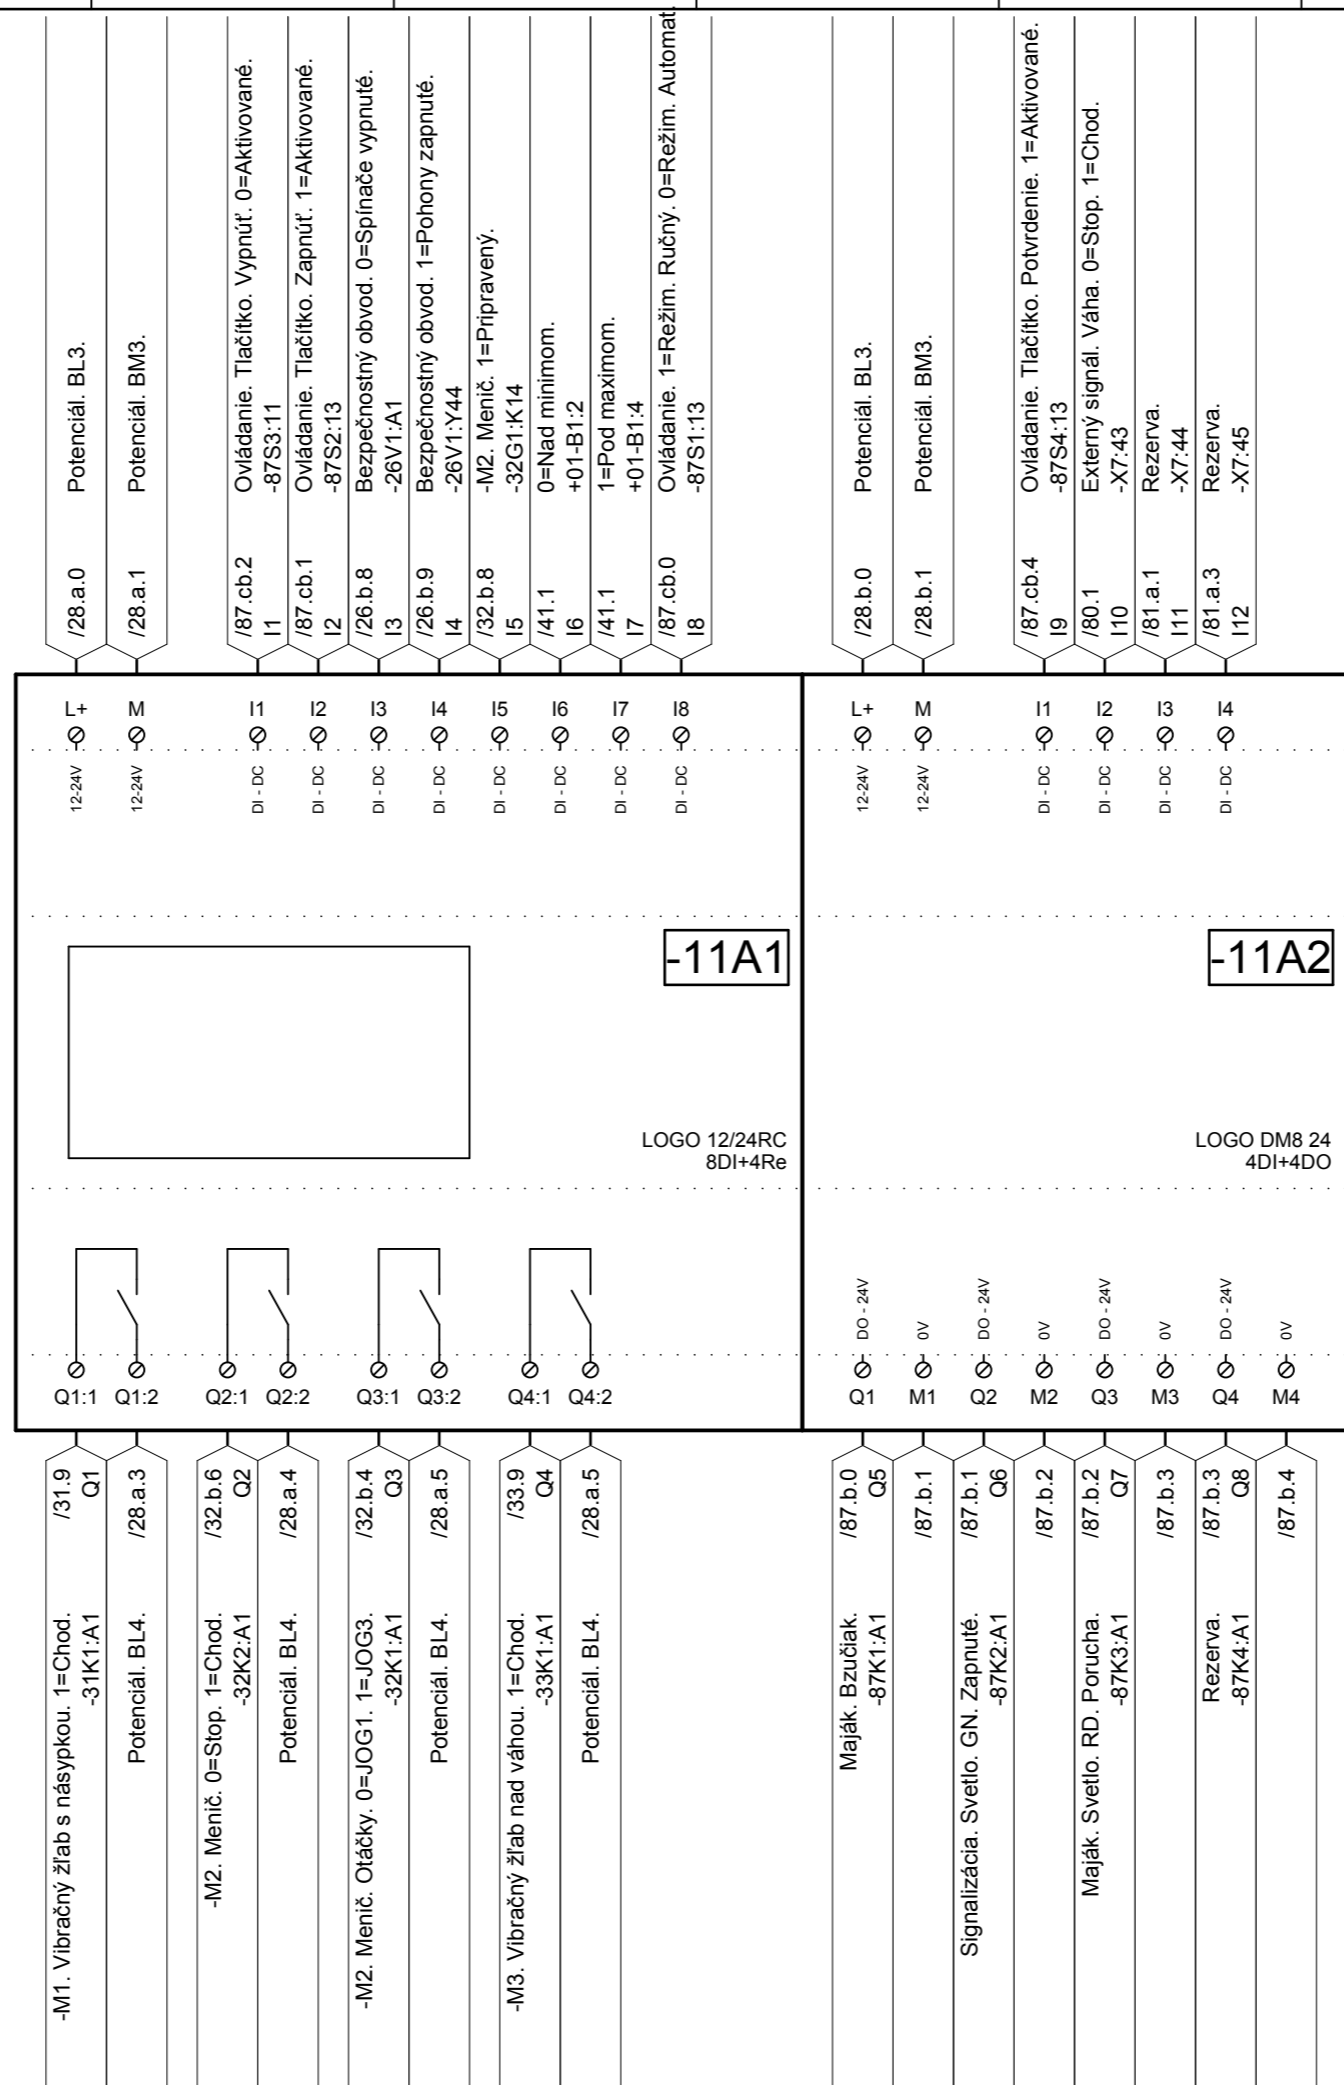 /28.a.0 Potenciál. BL3.
/28.a.1 Potenciál. BM3.
/87.cb.2 Ovládanie. Tlačítko. Vypnúť. 0=Aktivované.
I1 -87S3:11
/87.cb.1 Ovládanie. Tlačítko. Zapnúť. 1=Aktivované.
I2 -87S2:13
/26.b.8 Bezpečnostný obvod. 0=Spínače vypnuté.
I3 -26V1:A1
/26.b.9 Bezpečnostný obvod. 1=Pohony zapnuté.
I4 -26V1:Y44
/32.b.8 -M2. Menič. 1=Pripravený.
I5 -32G1:K14
/41.1 0=Nad minimom.
I6 +01-B1:2
/41.1 1=Pod maximom.
I7 +01-B1:4
/87.cb.0 Ovládanie. 1=Režim. Ručný. 0=Režim. Automat.
I8 -87S1:13
/28.b.0 Potenciál. BL3.
/28.b.1 Potenciál. BM3.
/87.cb.4 Ovládanie. Tlačítko. Potvrdenie. 1=Aktivované.
I9 -87S4:13
/80.1 Externý signál. Váha. 0=Stop. 1=Chod.
I10 -X7:43
/81.a.1 Rezerva.
I11 -X7:44
/81.a.3 Rezerva.
I12 -X7:45
L+ M I1 I2 I3 I4 I5 I6 I7 I8
12-24V 12-24V DI - DC DI - DC DI - DC DI - DC DI - DC DI - DC DI - DC DI - DC
L+ M I1 I2 I3 I4
12-24V 12-24V DI - DC DI - DC DI - DC DI - DC
-11A1
LOGO 12/24RC
8DI+4Re
-11A2
LOGO DM8 24
4DI+4DO
Q1:1 Q1:2 Q2:1 Q2:2 Q3:1 Q3:2 Q4:1 Q4:2
DO - 24V 0V DO - 24V 0V DO - 24V 0V DO - 24V 0V
Q1 M1 Q2 M2 Q3 M3 Q4 M4
-M1. Vibračný žľab s násypkou. 1=Chod. /31.9
-31K1:A1 Q1
Potenciál. BL4. /28.a.3
-M2. Menič. 0=Stop. 1=Chod. /32.b.6
-32K2:A1 Q2
Potenciál. BL4. /28.a.4
-M2. Menič. Otáčky. 0=JOG1. 1=JOG3. /32.b.4
-32K1:A1 Q3
Potenciál. BL4. /28.a.5
-M3. Vibračný žľab nad váhou. 1=Chod. /33.9
-33K1:A1 Q4
Potenciál. BL4. /28.a.5
Maják. Bzučiak. /87.b.0
-87K1:A1 Q5
/87.b.1
Signalizácia. Svetlo. GN. Zapnuté. /87.b.1
-87K2:A1 Q6
/87.b.2
Maják. Svetlo. RD. Porucha. /87.b.2
-87K3:A1 Q7
/87.b.3
Rezerva. /87.b.3
-87K4:A1 Q8
/87.b.4